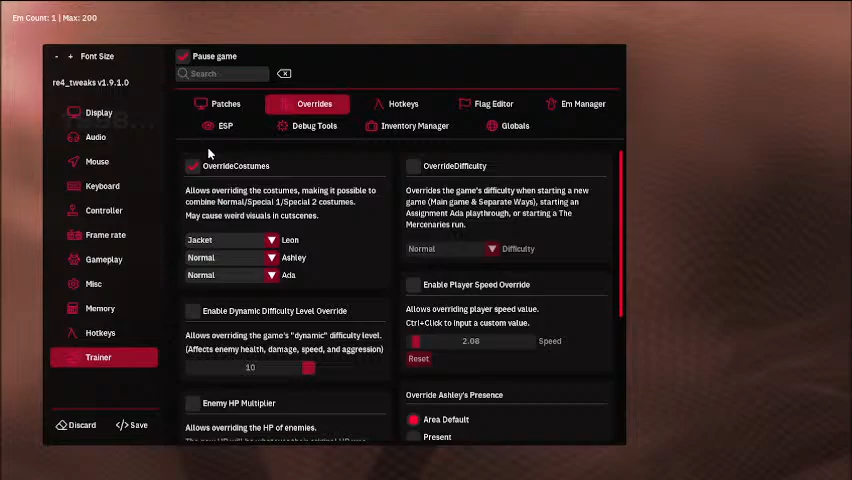 Em Count: 1 | Max: 200
- + Font Size
re4_tweaks v1.9.1.0
Display
Audio
Mouse
Keyboard
Controller
Frame rate
Gameplay
Misc
Memory
Hotkeys
Trainer
Discard
Save
Pause game
Search
Patches
Overrides
Hotkeys
Flag Editor
Em Manager
ESP
Debug Tools
Inventory Manager
Globals
OverrideCostumes
Allows overriding the costumes, making it possible to
combine Normal/Special 1/Special 2 costumes.
May cause weird visuals in cutscenes.
Jacket Leon
Normal Ashley
Normal Ada
Enable Dynamic Difficulty Level Override
Allows overriding the game's "dynamic" difficulty level.
(Affects enemy health, damage, speed, and aggression)
10
Enemy HP Multiplier
Allows overriding the HP of enemies.
OverrideDifficulty
Overrides the game's difficulty when starting a new
game (Main game & Separate Ways), starting an
Assignment Ada playthrough, or starting a The
Mercenaries run.
Normal Difficulty
Enable Player Speed Override
Allows overriding player speed value.
Ctrl+Click to input a custom value.
2.08 Speed
Reset
Override Ashley's Presence
Area Default
Present